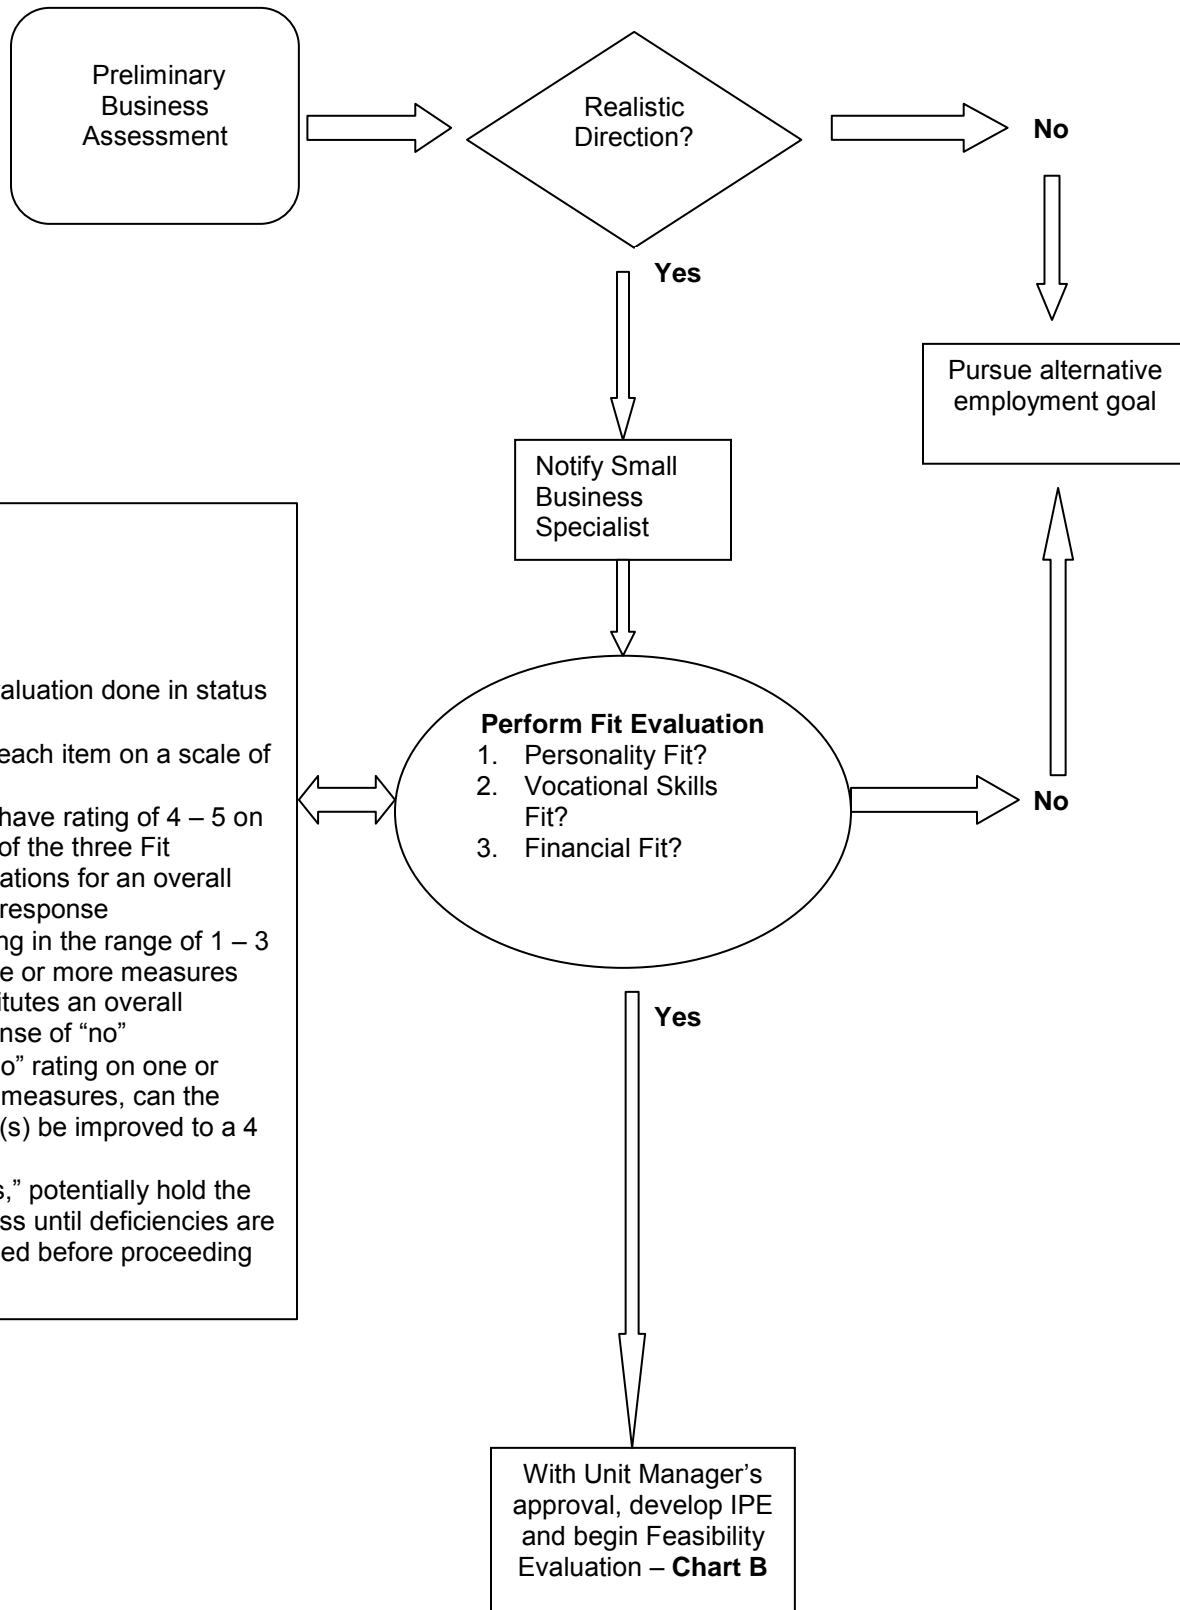 Preliminary
Business
Assessment
Realistic
Direction?
No
Yes
Pursue alternative
employment goal
Notify Small
Business
Specialist
valuation done in status
each item on a scale of
have rating of 4 – 5 on
of the three Fit
ations for an overall
response
ng in the range of 1 – 3
e or more measures
titutes an overall
nse of “no”
o” rating on one or
measures, can the
(s) be improved to a 4
s,” potentially hold the
ss until deficiencies are
ed before proceeding
Perform Fit Evaluation
1. Personality Fit?
2. Vocational Skills
Fit?
3. Financial Fit?
No
Yes
With Unit Manager’s
approval, develop IPE
and begin Feasibility
Evaluation – Chart B